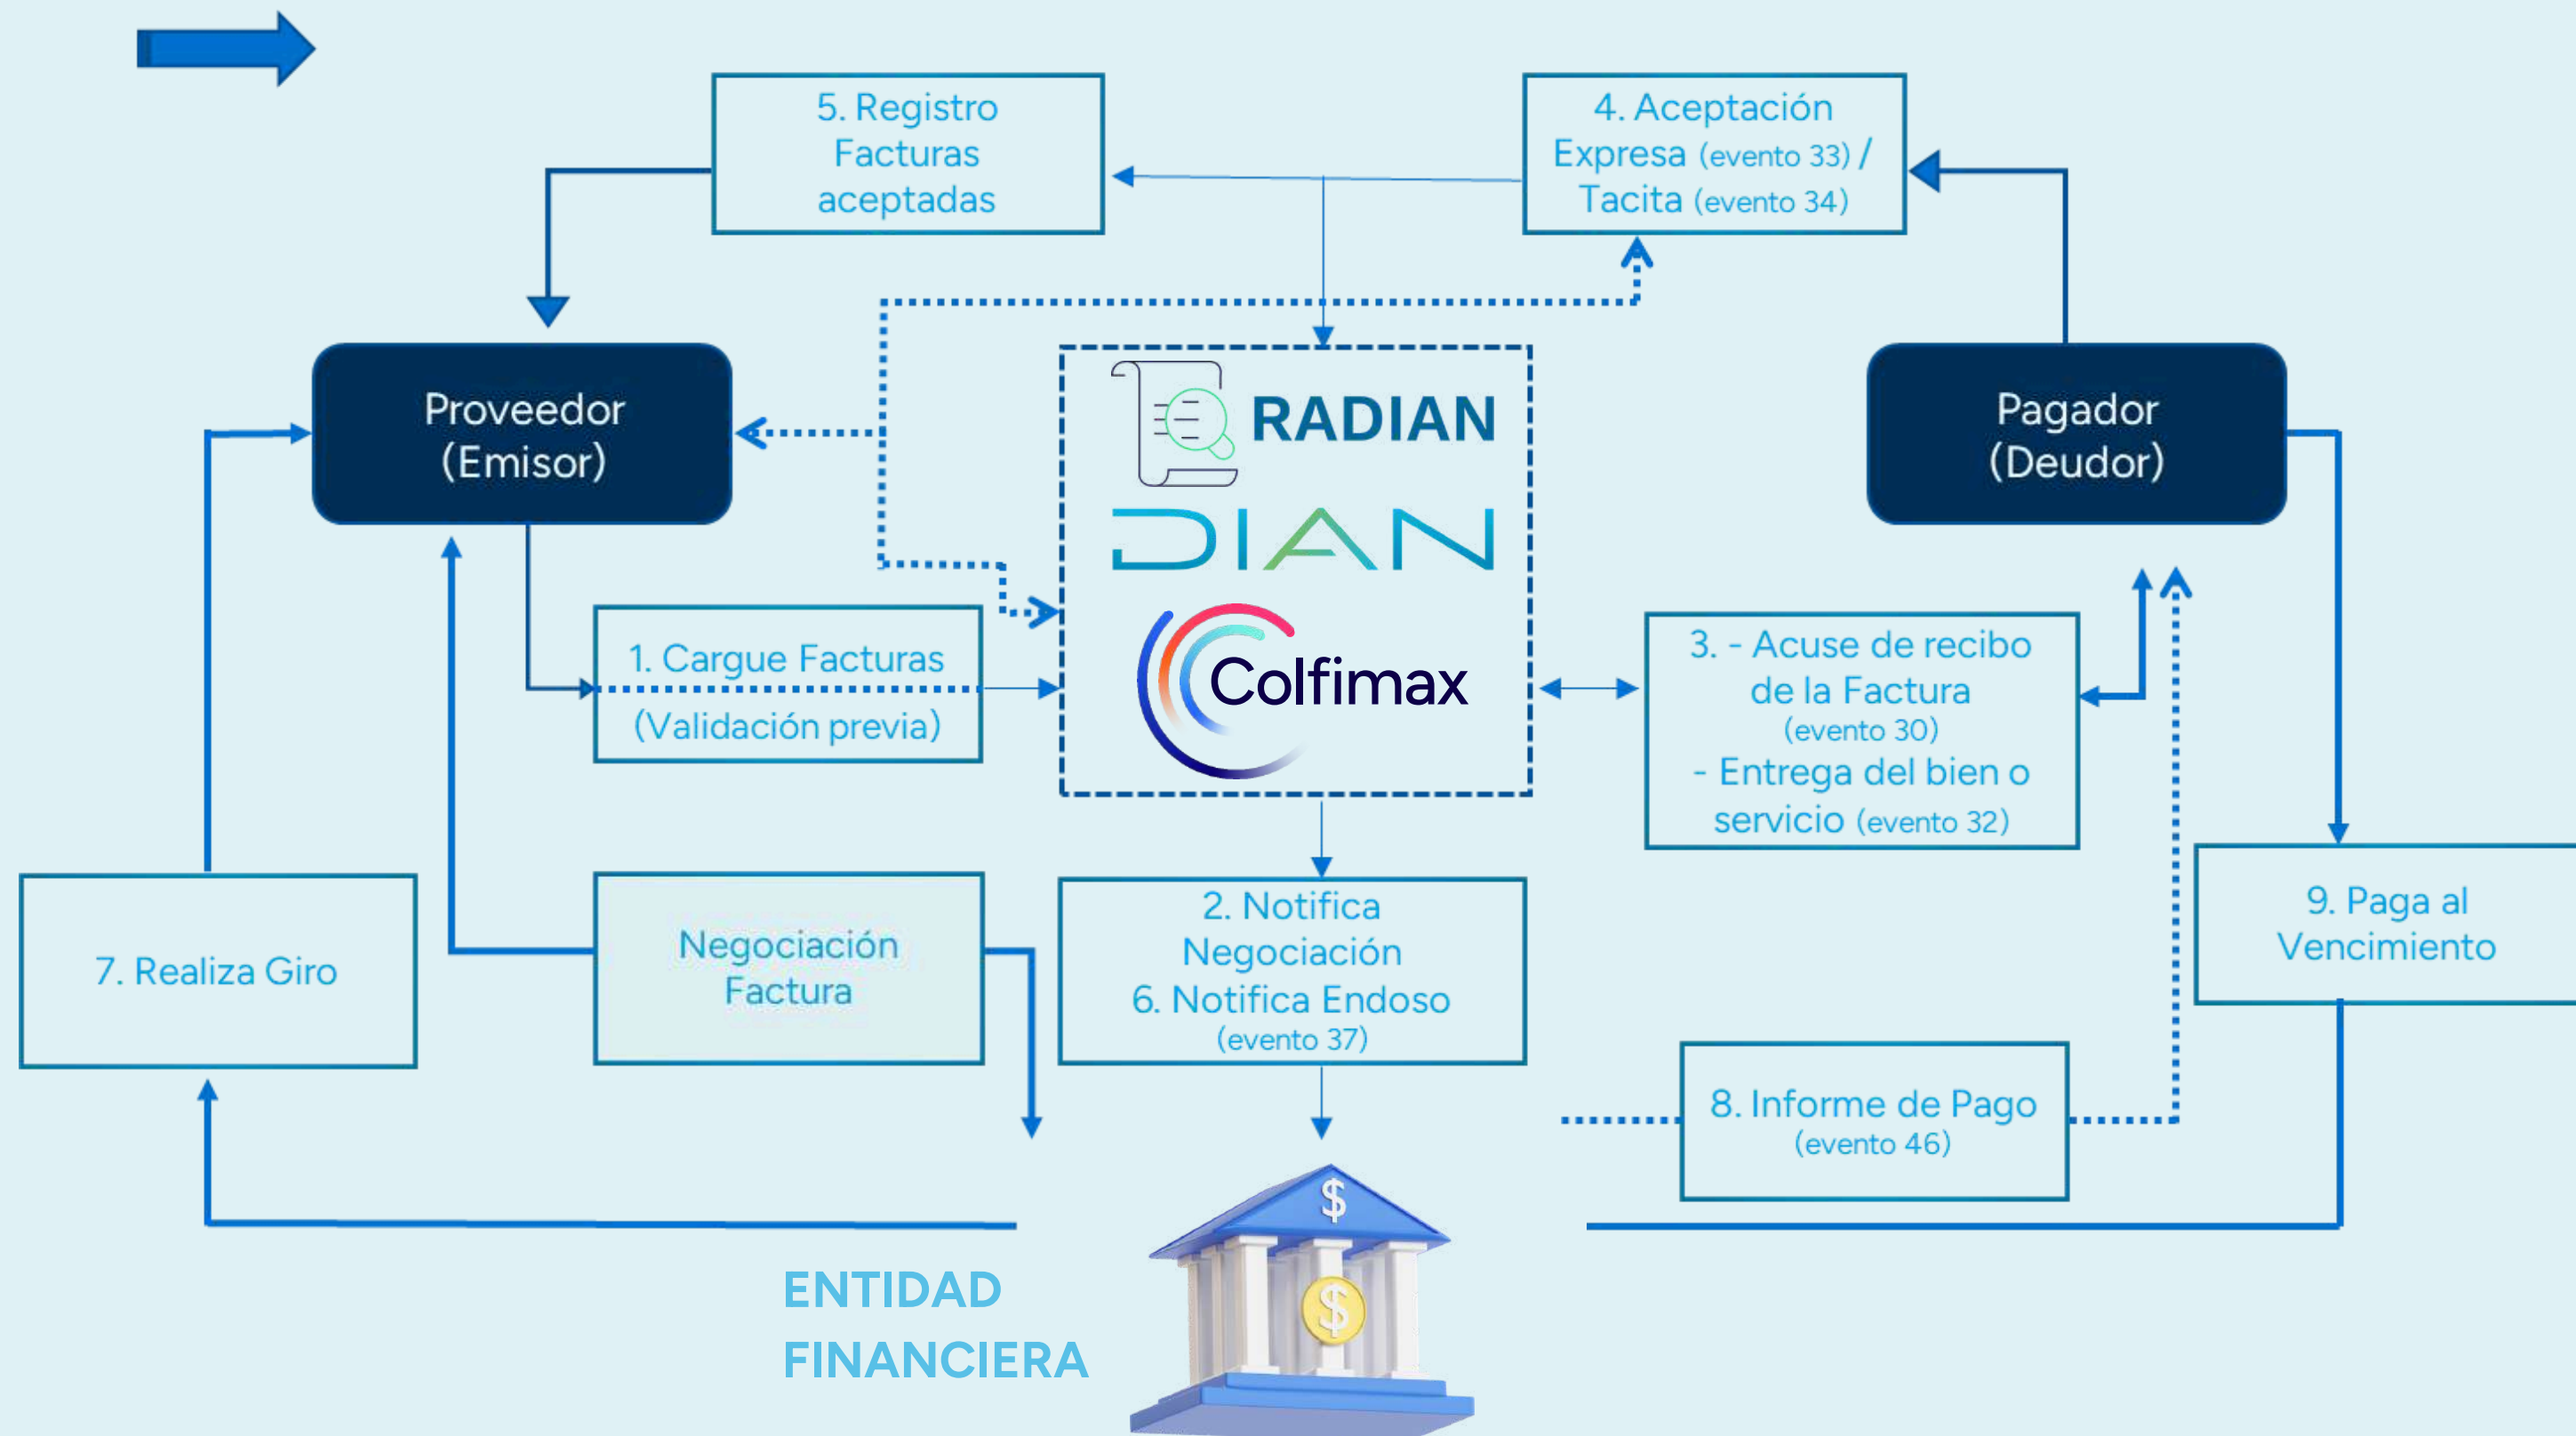 5. Registro
Facturas
aceptadas
4. Aceptación
Expresa (evento 33) /
Tacita (evento 34)
Proveedor
(Emisor)
RADIAN
DIAN
Colfimax
Pagador
(Deudor)
1. Cargue Facturas
(Validación previa)
3. - Acuse de recibo
de la Factura
(evento 30)
- Entrega del bien o
servicio (evento 32)
7. Realiza Giro
Negociación
Factura
2. Notifica
Negociación
6. Notifica Endoso
(evento 37)
9. Paga al
Vencimiento
8. Informe de Pago
(evento 46)
$
$
ENTIDAD
FINANCIERA